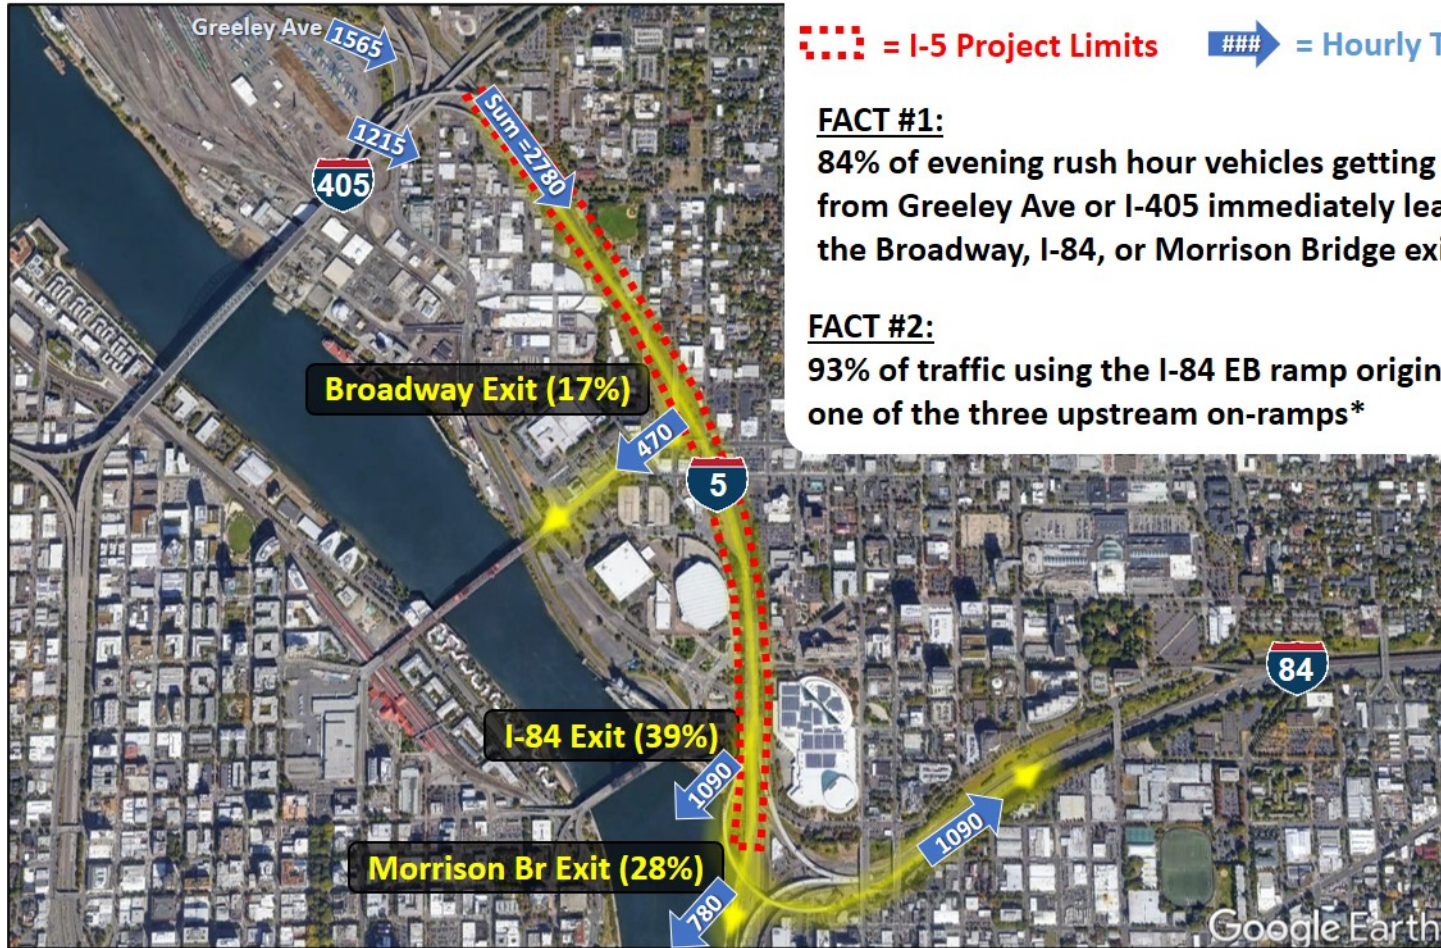 Greeley Ave
1565
1215
405
Sum =2780
= I-5 Project Limits
###
= Hourly T
FACT #1:
84% of evening rush hour vehicles getting
from Greeley Ave or I-405 immediately lea
the Broadway, I-84, or Morrison Bridge exi
FACT #2:
93% of traffic using the I-84 EB ramp origin
one of the three upstream on-ramps*
Broadway Exit (17%)
470
5
84
I-84 Exit (39%)
1090
1090
Morrison Br Exit (28%)
780
Google Earth